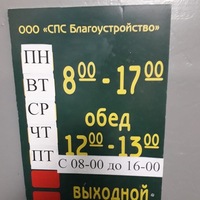 ООО «СПС Благоустройство»
ПН
ВТ
СР
ЧТ
ПТ
8⁰⁰ - 17⁰⁰
обед
12⁰⁰ - 13⁰⁰
С 08-00 до 16-00
ВЫХОДНОЙ-